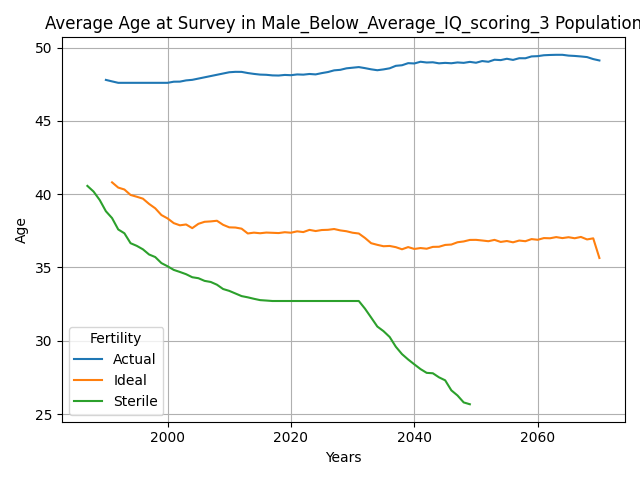 Average Age at Survey in Male_Below_Average_IQ_scoring_3 Population
50
45
40
35
30
25
Age
Fertility
Actual
Ideal
Sterile
2000 2020 2040 2060
Years